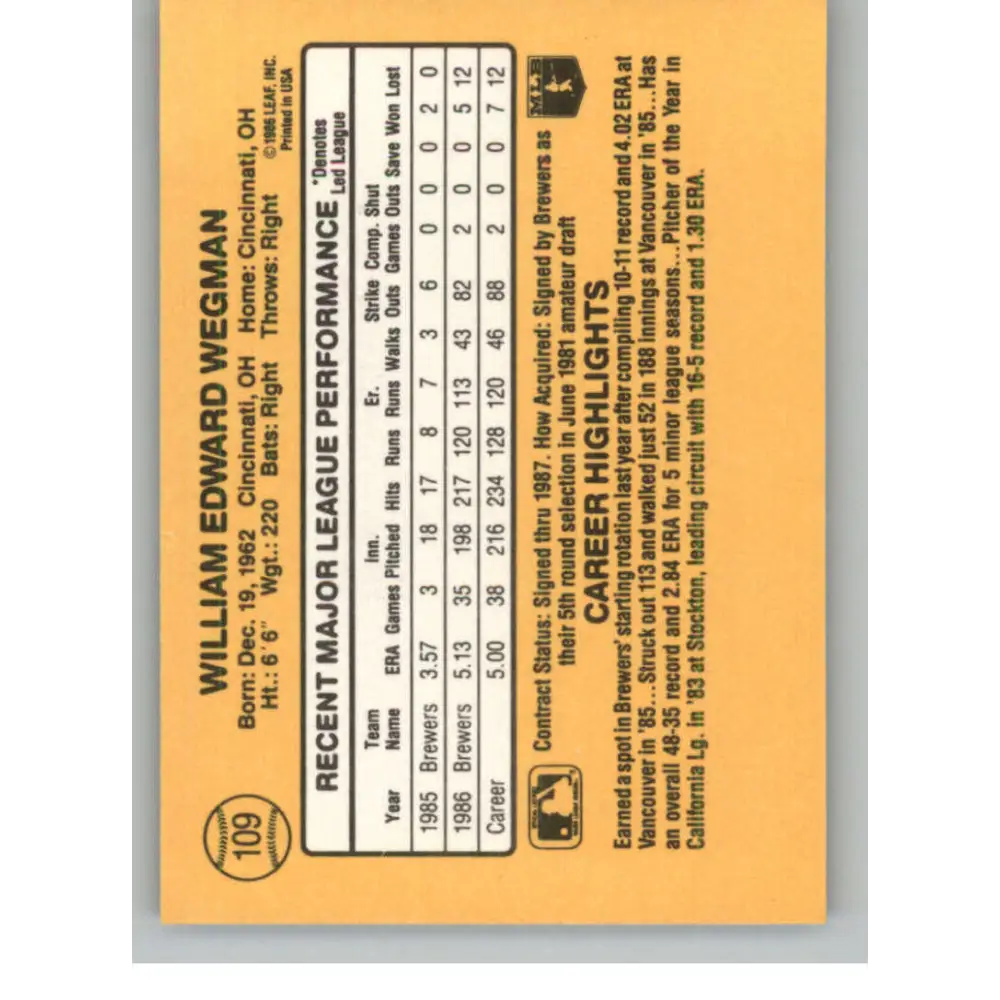 109
WILLIAM EDWARD WEGMAN
Born: Dec. 19, 1962 Cincinnati, OH Home: Cincinnati, OH
Ht.: 6'6" Wgt.: 220 Bats: Right Throws: Right
© 1986 LEAF, INC.
Printed in USA
RECENT MAJOR LEAGUE PERFORMANCE
*Denotes
Led League
Team Inn. Er. Strike Comp. Shut
Year Name ERA Games Pitched Hits Runs Runs Walks Outs Games Outs Save Won Lost
1985 Brewers 3.57 3 18 17 8 7 3 6 0 0 0 2 0
1986 Brewers 5.13 35 198 217 120 113 43 82 2 0 0 5 12
Career 5.00 38 216 234 128 120 46 88 2 0 0 7 12
Contract Status: Signed thru 1987. How Acquired: Signed by Brewers as
their 5th round selection in June 1981 amateur draft
MLB
CAREER HIGHLIGHTS
Earned a spot in Brewers' starting rotation last year after compiling 10-11 record and 4.02 ERA at
Vancouver in '85...Struck out 113 and walked just 52 in 188 innings at Vancouver in '85...Has
an overall 48-35 record and 2.84 ERA for 5 minor league seasons...Pitcher of the Year in
California Lg. in '83 at Stockton, leading circuit with 16-5 record and 1.30 ERA.